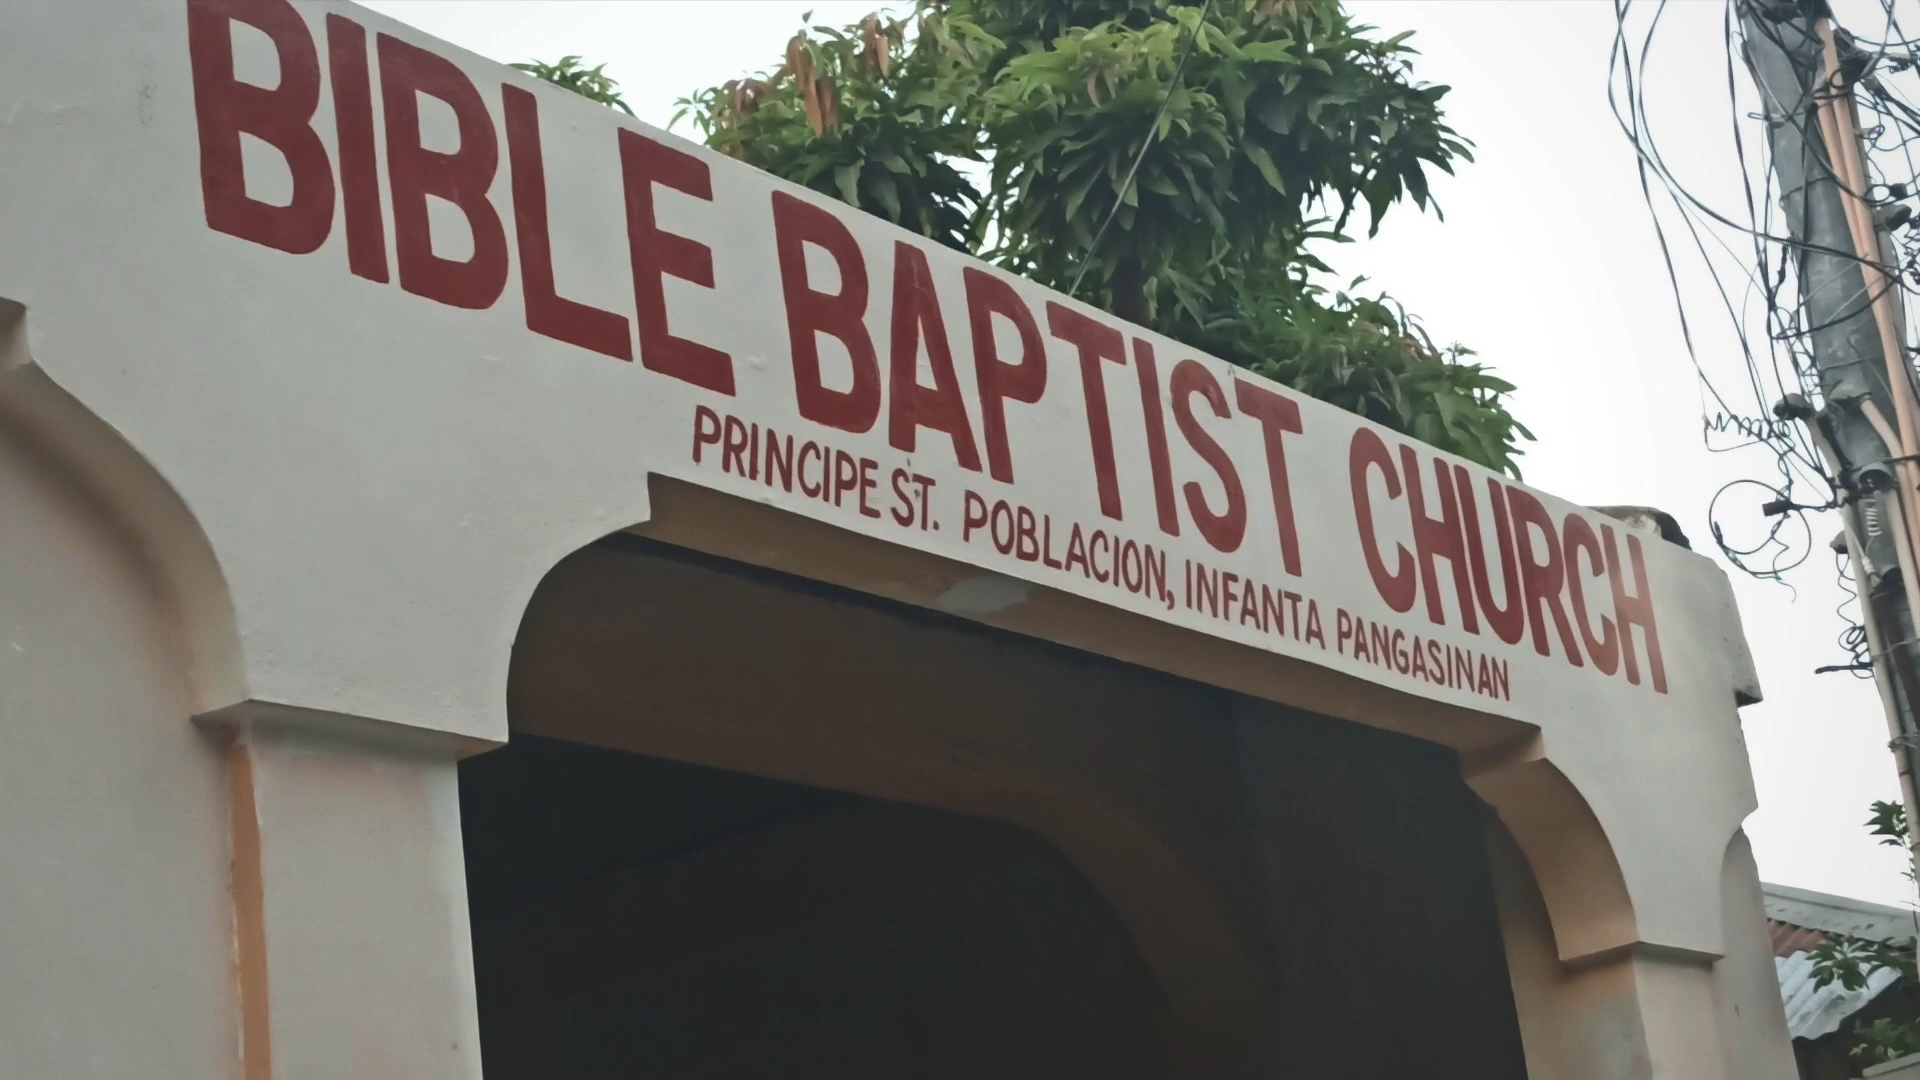 BIBLE BAPTIST CHURCH
PRINCIPE ST. POBLACION, INFANTA PANGASINAN